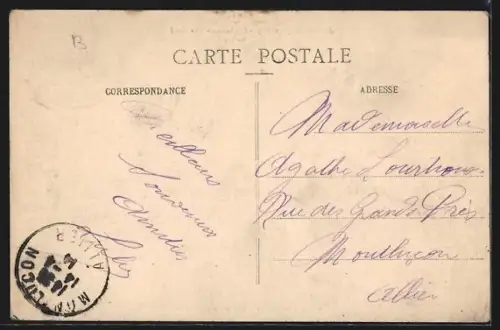 B
CARTE POSTALE
CORRESPONDANCE
Meilleurs
Souvenirs
Amitiés
ADRESSE
Mademoiselle
Agathe
Rue des Grands Prés
Montluçon
Allier
MONTLUCON
ALLIER